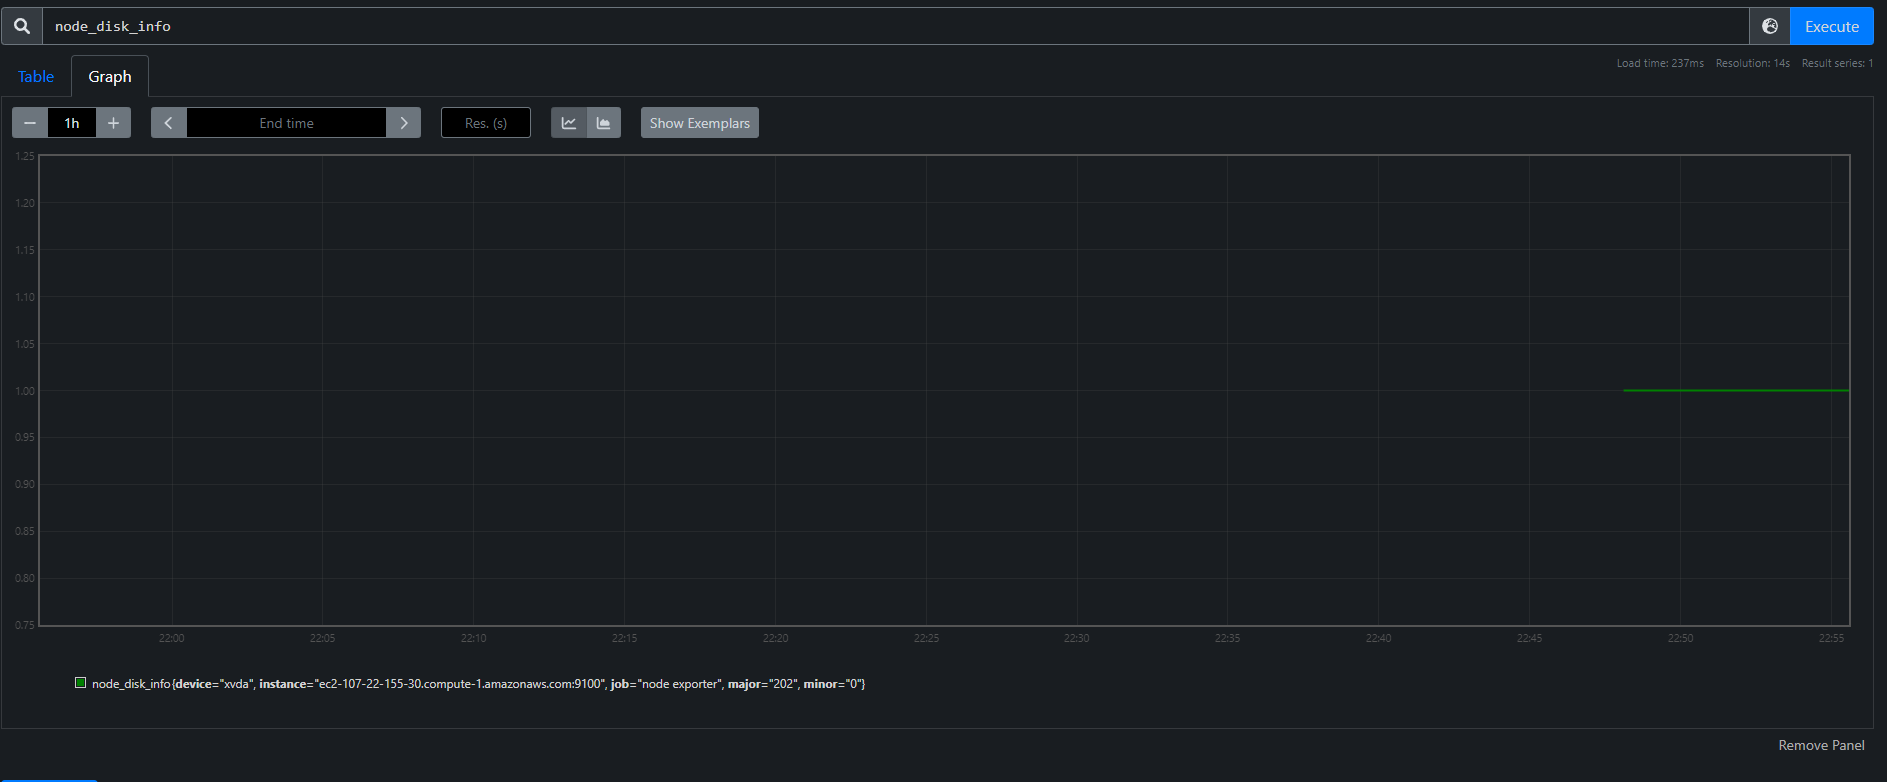 node_disk_info
Execute
Table
Graph
Load time: 237ms Resolution: 14s Result series: 1
1h
End time
Res. (s)
Show Exemplars
1.25
1.20
1.15
1.10
1.05
1.00
0.95
0.90
0.85
0.80
0.75
22:00 22:05 22:10 22:15 22:20 22:25 22:30 22:35 22:40 22:45 22:50 22:55
node_disk_info{device="xvda", instance="ec2-107-22-155-30.compute-1.amazonaws.com:9100", job="node exporter", major="202", minor="0"}
Remove Panel